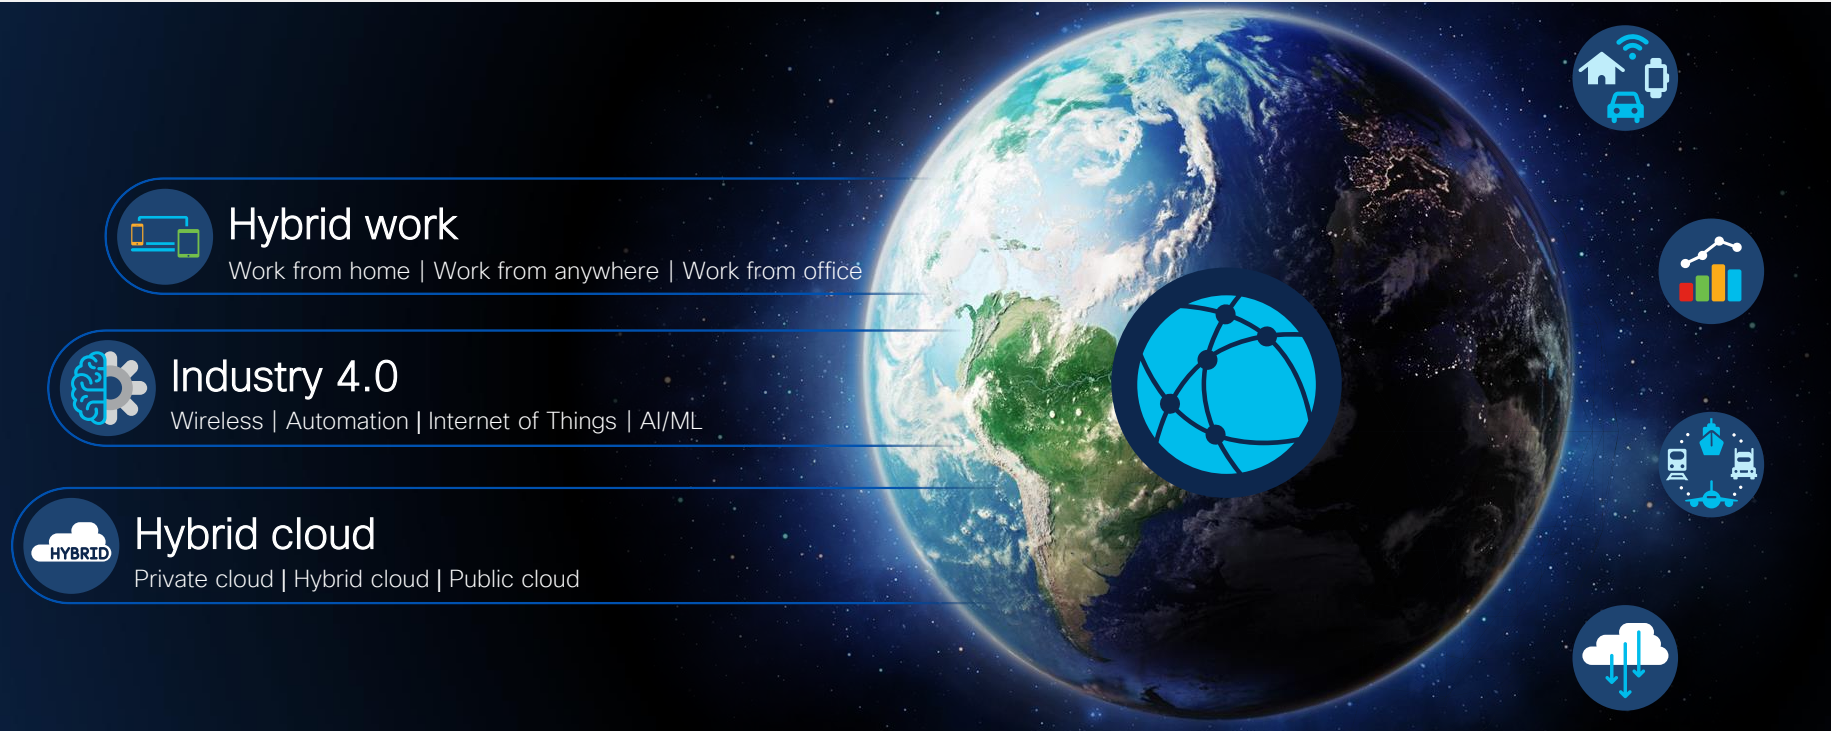 Hybrid work
Work from home | Work from anywhere | Work from office
Industry 4.0
Wireless | Automation | Internet of Things | AI/ML
HYBRID
Hybrid cloud
Private cloud | Hybrid cloud | Public cloud